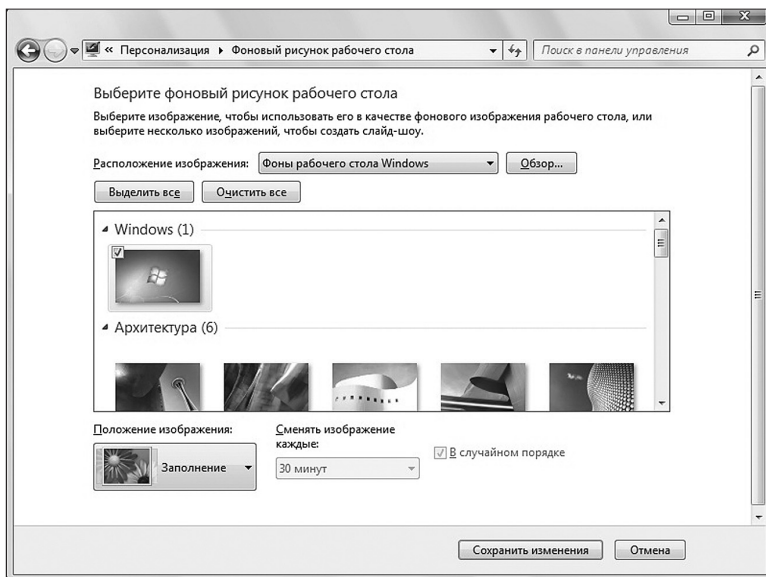 « Персонализация ▸ Фоновый рисунок рабочего стола
Поиск в панели управления
Выберите фоновый рисунок рабочего стола
Выберите изображение, чтобы использовать его в качестве фонового изображения рабочего стола, или
выберите несколько изображений, чтобы создать слайд-шоу.
Расположение изображения: Фоны рабочего стола Windows Обзор...
Выделить все Очистить все
Windows (1)
Архитектура (6)
Положение изображения:
Заполнение
Сменять изображение
каждые:
30 минут
В случайном порядке
Сохранить изменения Отмена